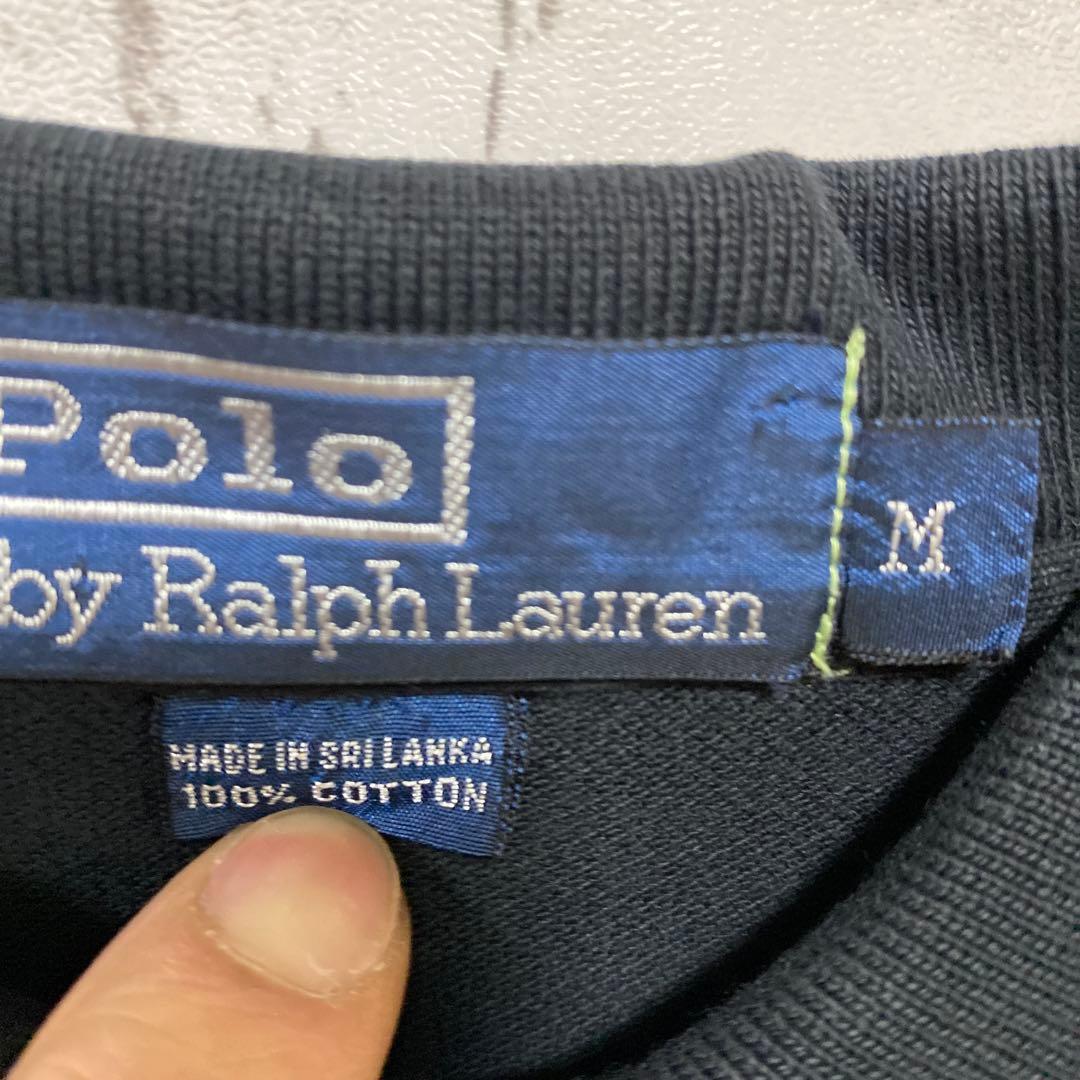 Polo
by Ralph Lauren
M
MADE IN SRI LANKA
100% COTTON